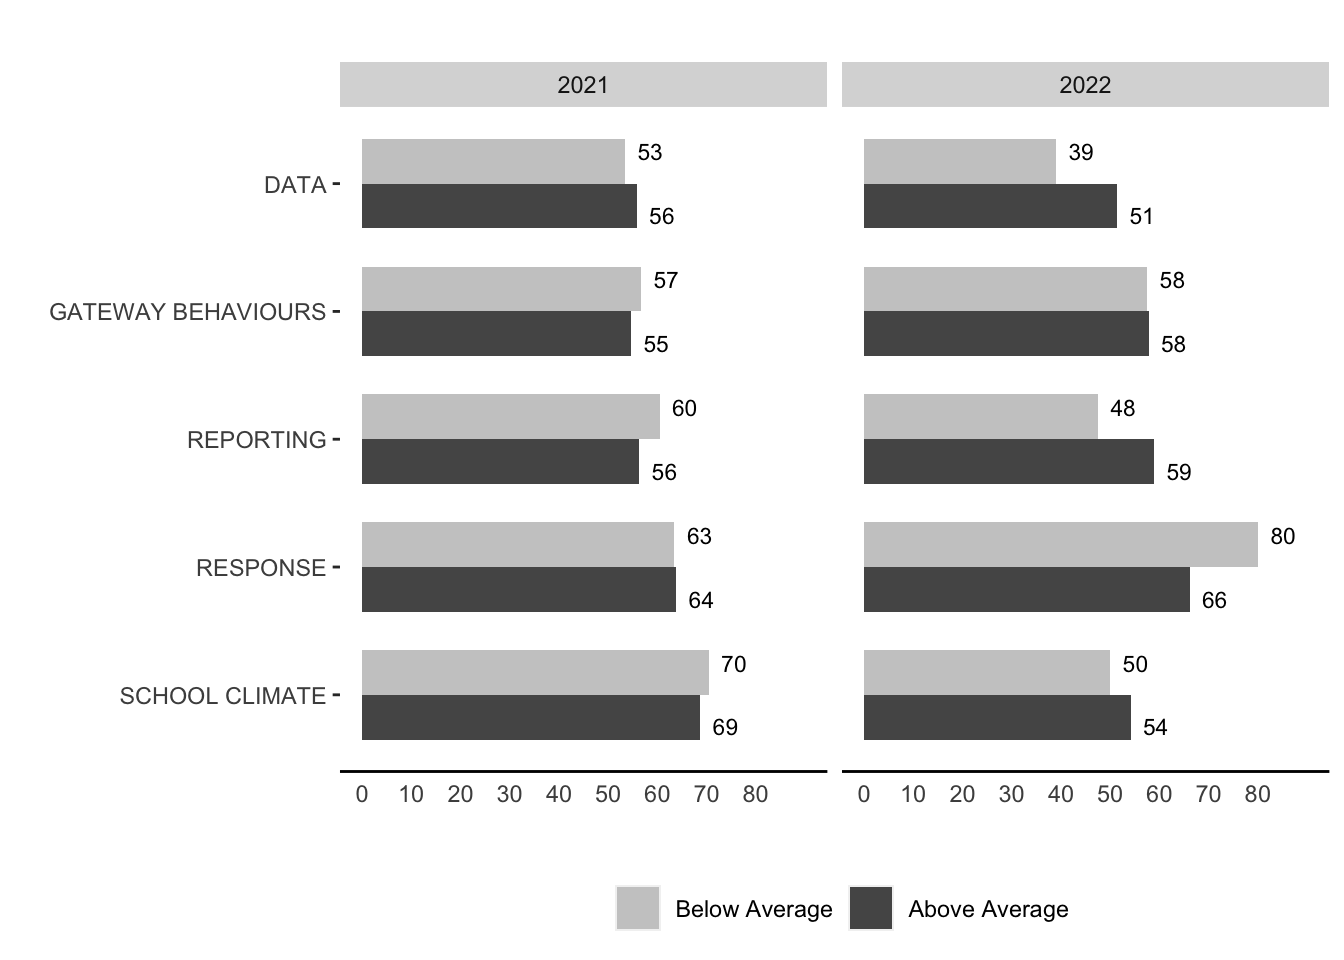 2021 2022
DATA 53 39
56 51
GATEWAY BEHAVIOURS 57 58
55 58
REPORTING 60 48
56 59
RESPONSE 63 80
64 66
SCHOOL CLIMATE 70 50
69 54
0 10 20 30 40 50 60 70 80 0 10 20 30 40 50 60 70 80
Below Average Above Average